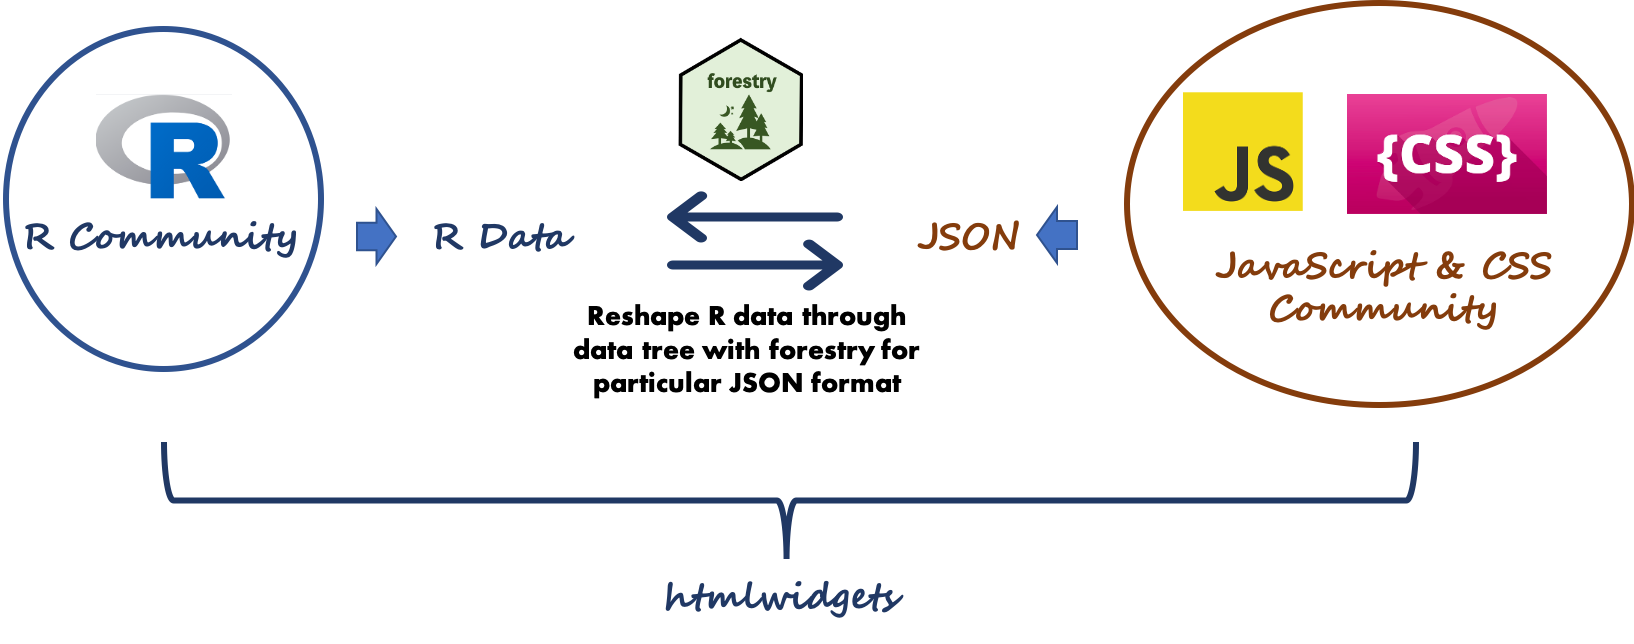 forestry
R
JS
{CSS}
R Community
R Data
JSON
JavaScript & CSS
Community
Reshape R data through
data tree with forestry for
particular JSON format
htmlwidgets